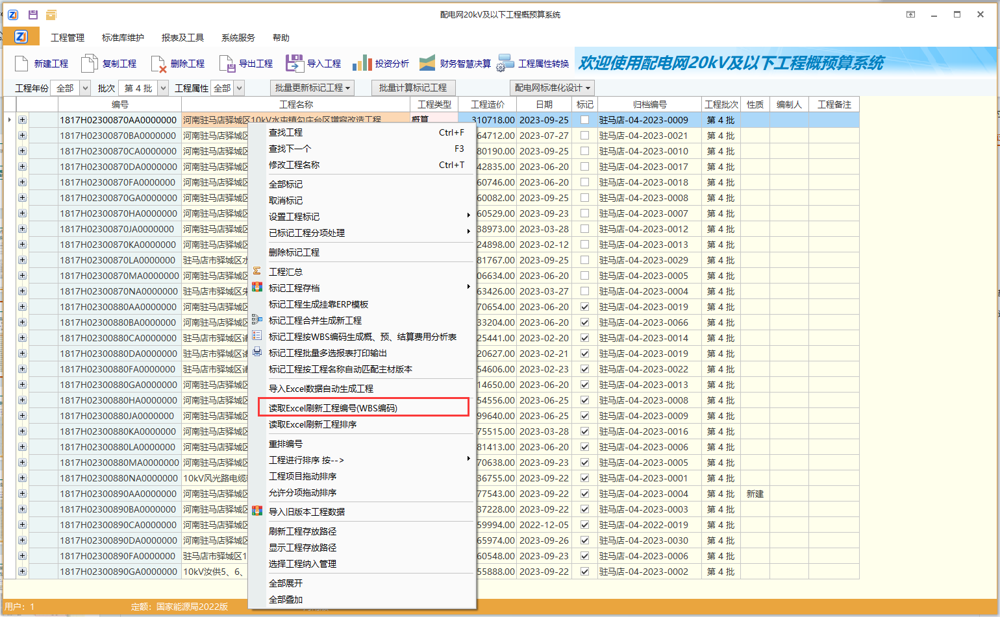 配电网20kV及以下工程概预算系统
工程管理 标准库维护 报表及工具 系统服务 帮助
新建工程 复制工程 删除工程 导出工程 导入工程 投资分析 财务智慧决算 工程属性转换 欢迎使用配电网20kV及以下工程概预算系统
工程年份 全部 批次 第 4 批 工程属性 全部 批量更新标记工程 批量计算标记工程 配电网标准化设计
编号 工程名称 工程类型 工程造价 日期 标记 归档编号 工程批次 性质 编制人 工程备注
1817H02300870AA0000000 河南驻马店驿城区10kV水屯镇勾庄台区增容改造工程 概算 310718.00 2023-09-25 驻马店-04-2023-0009 第 4 批
1817H02300870BA0000000 河南驻马店驿城区 64712.00 2023-07-27 驻马店-04-2023-0021 第 4 批
1817H02300870CA0000000 河南驻马店驿城区 80190.00 2023-09-25 驻马店-04-2023-0010 第 4 批
1817H02300870DA0000000 河南驻马店驿城区 42835.00 2023-06-20 驻马店-04-2023-0017 第 4 批
1817H02300870FA0000000 河南驻马店驿城区 60746.00 2023-06-20 驻马店-04-2023-0018 第 4 批
1817H02300870GA0000000 河南驻马店驿城区 60082.00 2023-09-25 驻马店-04-2023-0008 第 4 批
1817H02300870HA0000000 河南驻马店驿城区 60529.00 2023-09-23 驻马店-04-2023-0007 第 4 批
1817H02300870JA0000000 河南驻马店驿城区 38973.00 2023-03-28 驻马店-04-2023-0012 第 4 批
1817H02300870KA0000000 河南驻马店驿城区 24898.00 2023-02-12 驻马店-04-2023-0013 第 4 批
1817H02300870LA0000000 驻马店市驿城区 81767.00 2023-09-25 驻马店-04-2023-0029 第 4 批
1817H02300870MA0000000 河南驻马店驿城区 06634.00 2023-06-20 驻马店-04-2023-0005 第 4 批
1817H02300870NA0000000 驻马店市驿城区 63426.00 2023-03-27 驻马店-04-2023-0004 第 4 批
1817H02300880AA0000000 河南驻马店驿城区 70654.00 2023-06-20 驻马店-04-2023-0019 第 4 批
1817H02300880BA0000000 河南驻马店驿城区 33204.00 2023-06-20 驻马店-04-2023-0066 第 4 批
1817H02300880CA0000000 驻马店市驿城区 25441.00 2023-02-20 驻马店-04-2023-0014 第 4 批
1817H02300880DA0000000 驻马店市驿城区 20627.00 2023-02-21 驻马店-04-2023-0019 第 4 批
1817H02300880FA0000000 驻马店市驿城区 54606.00 2023-02-23 驻马店-04-2023-0022 第 4 批
1817H02300880GA0000000 河南驻马店驿城区 14650.00 2023-06-20 驻马店-04-2023-0013 第 4 批
1817H02300880HA0000000 河南驻马店驿城区 54556.00 2023-09-25 驻马店-04-2023-0008 第 4 批
1817H02300880JA0000000 河南驻马店驿城区 99640.00 2023-09-25 驻马店-04-2023-0009 第 4 批
1817H02300880KA0000000 河南驻马店驿城区 75515.00 2023-03-28 驻马店-04-2023-0016 第 4 批
1817H02300880LA0000000 河南驻马店驿城区 81413.00 2023-06-20 驻马店-04-2023-0006 第 4 批
1817H02300880MA0000000 河南驻马店驿城区 70638.00 2023-09-23 驻马店-04-2023-0005 第 4 批
1817H02300880NA0000000 10kV风光路电缆 36755.00 2023-09-22 驻马店-04-2023-0001 第 4 批
1817H02300890AA0000000 河南驻马店驿城区 77543.00 2023-09-22 驻马店-04-2023-0004 第 4 批 新建
1817H02300890BA0000000 河南驻马店驿城区 37228.00 2023-09-22 驻马店-04-2023-0003 第 4 批
1817H02300890CA0000000 河南驻马店驿城区 59994.00 2022-12-05 驻马店-04-2022-0019 第 4 批
1817H02300890DA0000000 河南驻马店驿城区 65974.00 2023-09-26 驻马店-04-2023-0030 第 4 批
1817H02300890FA0000000 驻马店市驿城区1 60548.00 2023-09-23 驻马店-04-2023-0006 第 4 批
1817H02300890GA0000000 10kV汝供5、6、 55888.00 2023-09-22 驻马店-04-2023-0002 第 4 批
查找工程 Ctrl+F
查找下一个 F3
修改工程名称 Ctrl+T
全部标记
取消标记
设置工程标记
已标记工程分项处理
删除标记工程
工程汇总
标记工程存档
标记工程生成挂靠ERP模板
标记工程合并生成新工程
标记工程按WBS编码生成概、预、结算费用分析表
标记工程批量多选报表打印输出
标记工程按工程名称自动匹配主材版本
导入Excel数据自动生成工程
读取Excel刷新工程编号(WBS编码)
读取Excel刷新工程排序
重排编号
工程进行排序 按-->
工程项目拖动排序
允许分项拖动排序
导入旧版本工程数据
刷新工程存放路径
显示工程存放路径
选择工程纳入管理
全部展开
全部叠加
用户：1 定额：国家能源局2022版